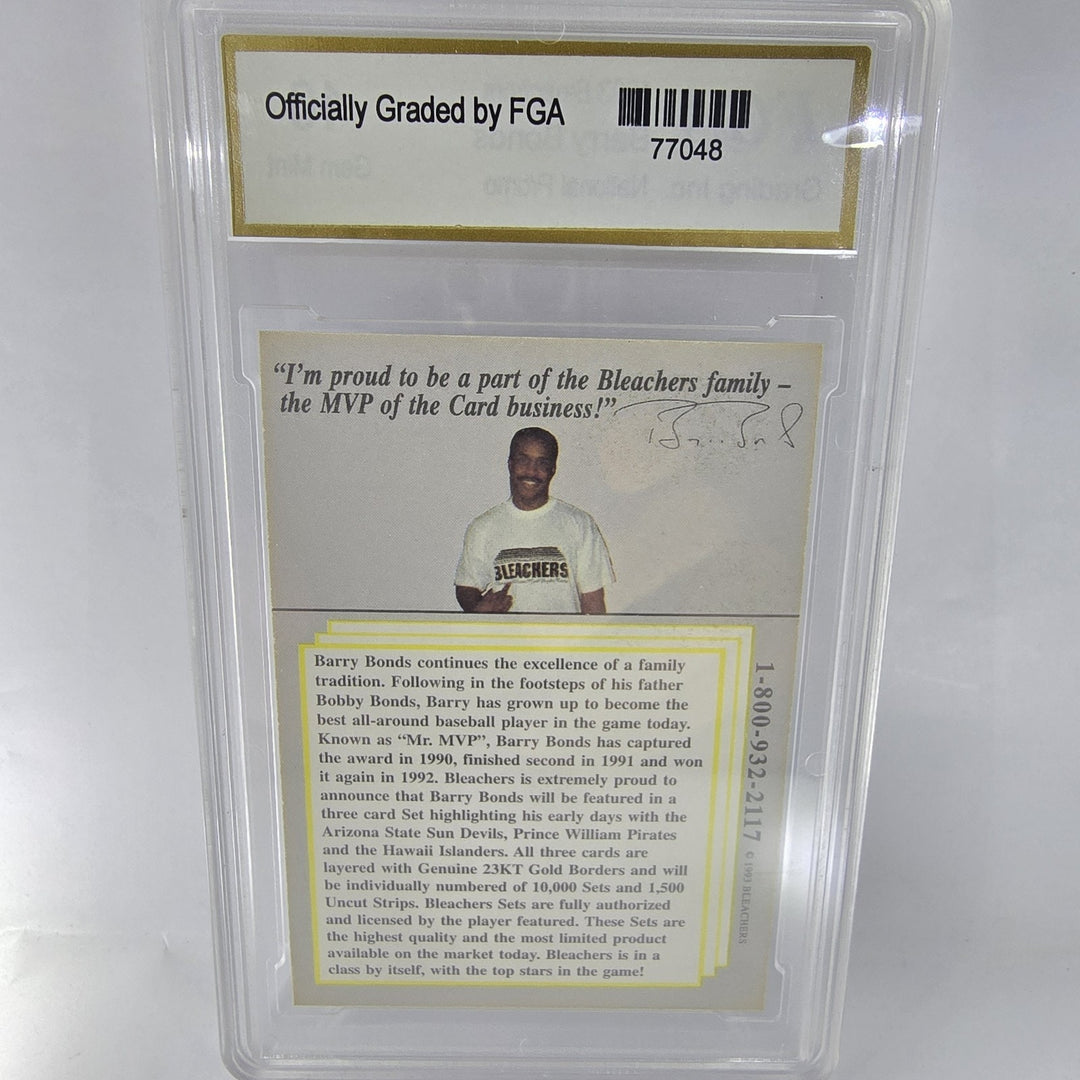 Officially Graded by FGA
77048
“I’m proud to be a part of the Bleachers family –
the MVP of the Card business!”
BLEACHERS
Barry Bonds continues the excellence of a family
tradition. Following in the footsteps of his father
Bobby Bonds, Barry has grown up to become the
best all-around baseball player in the game today.
Known as “Mr. MVP”, Barry Bonds has captured
the award in 1990, finished second in 1991 and won
it again in 1992. Bleachers is extremely proud to
announce that Barry Bonds will be featured in a
three card Set highlighting his early days with the
Arizona State Sun Devils, Prince William Pirates
and the Hawaii Islanders. All three cards are
layered with Genuine 23KT Gold Borders and will
be individually numbered of 10,000 Sets and 1,500
Uncut Strips. Bleachers Sets are fully authorized
and licensed by the player featured. These Sets are
the highest quality and the most limited product
available on the market today. Bleachers is in a
class by itself, with the top stars in the game!
1-800-932-2117 © 1993 BLEACHERS